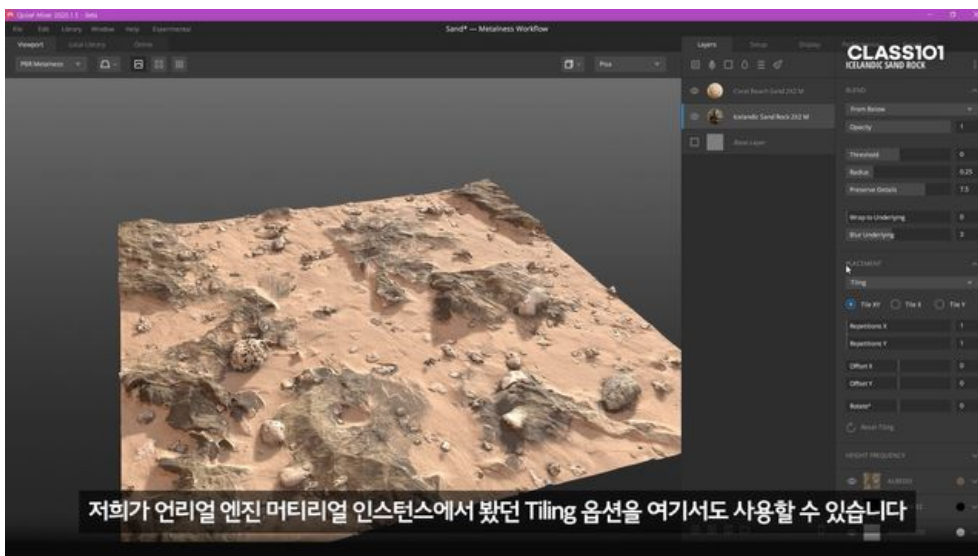 Quixel Mixer 2020.1.5 - Beta
File Edit Library Window Help Experimental
Sand* — Metalness Workflow
Viewport Local Library Online
Layers Setup Display
PBR Metalness
Pisa
CLASS101
ICELANDIC SAND ROCK
Coral Beach Sand 2X2 M
Icelandic Sand Rock 2X2 M
Base Layer
BLEND
From Below
Opacity 1
Threshold 0
Radius 0.25
Preserve Details 7.5
Wrap to Underlying 0
Blur Underlying 3
PLACEMENT
Tiling
Tile XY Tile X Tile Y
Repetitions X 1
Repetitions Y 1
Offset X 0
Offset Y 0
Rotate° 0
Reset Tiling
HEIGHT FREQUENCY
ALBEDO
저희가 언리얼 엔진 머티리얼 인스턴스에서 봤던 Tiling 옵션을 여기서도 사용할 수 있습니다